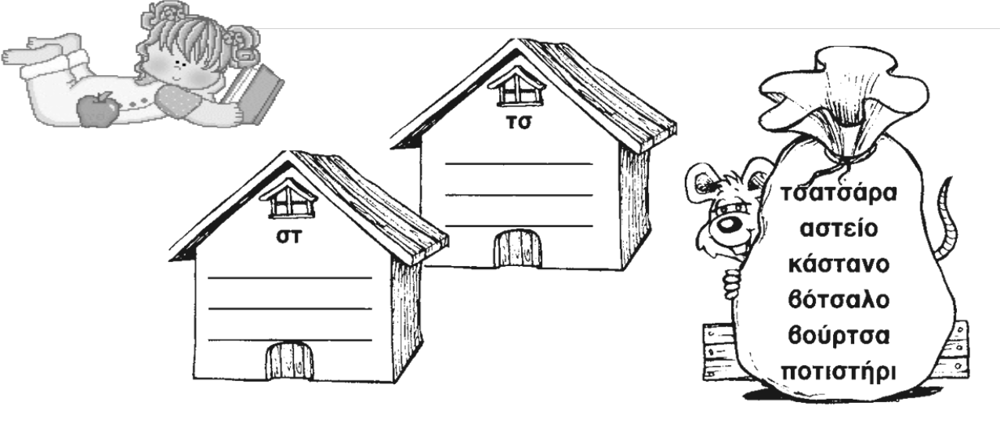 τσ
στ
τσατσάρα
αστείο
κάστανο
βότσαλο
βούρτσα
ποτιστήρι